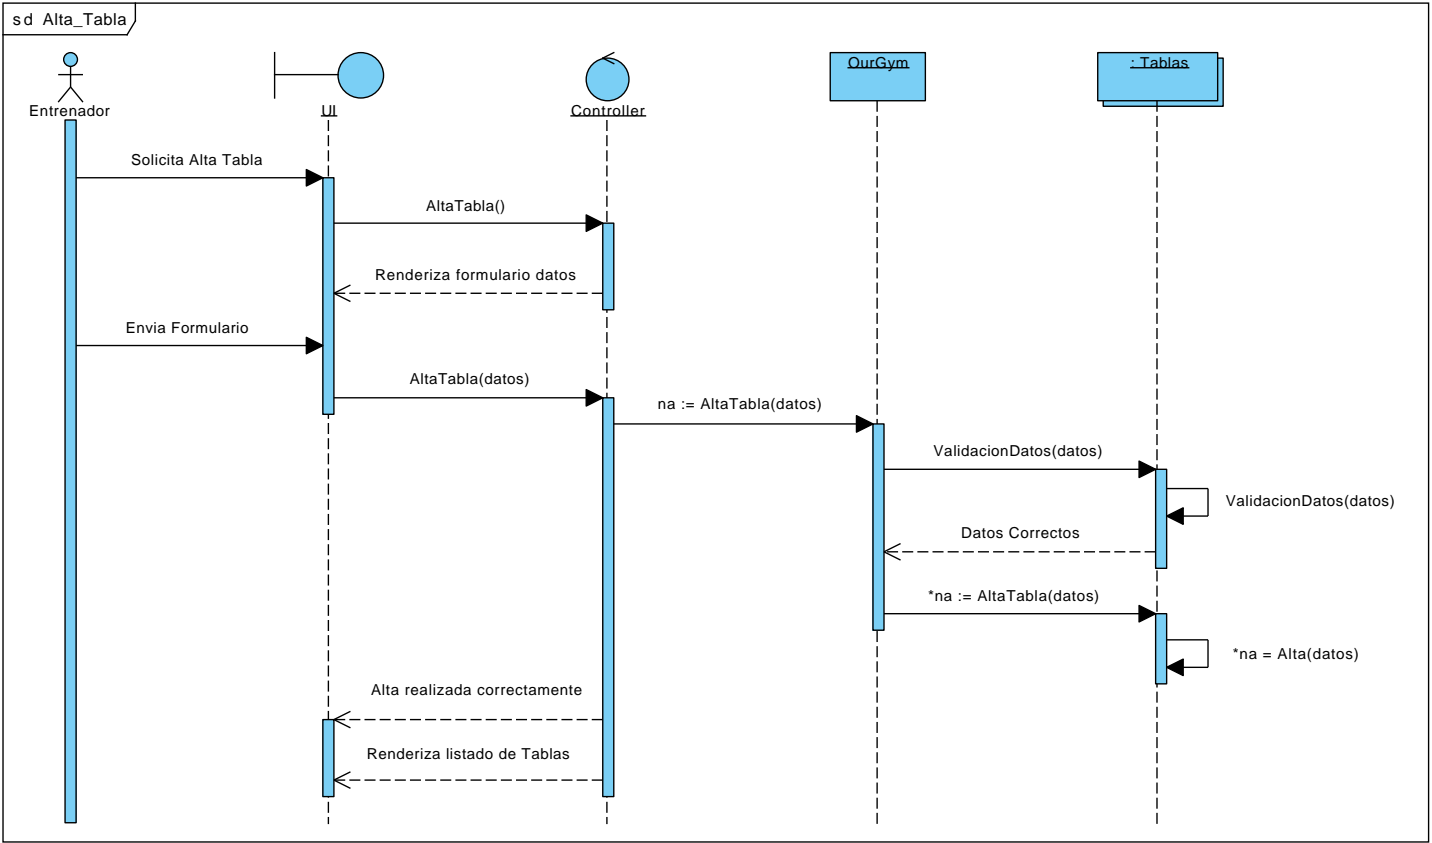 sd Alta_Tabla
Entrenador
UI
Controller
OurGym
: Tablas
Solicita Alta Tabla
AltaTabla()
Renderiza formulario datos
Envia Formulario
AltaTabla(datos)
na := AltaTabla(datos)
ValidacionDatos(datos)
ValidacionDatos(datos)
Datos Correctos
*na := AltaTabla(datos)
*na = Alta(datos)
Alta realizada correctamente
Renderiza listado de Tablas